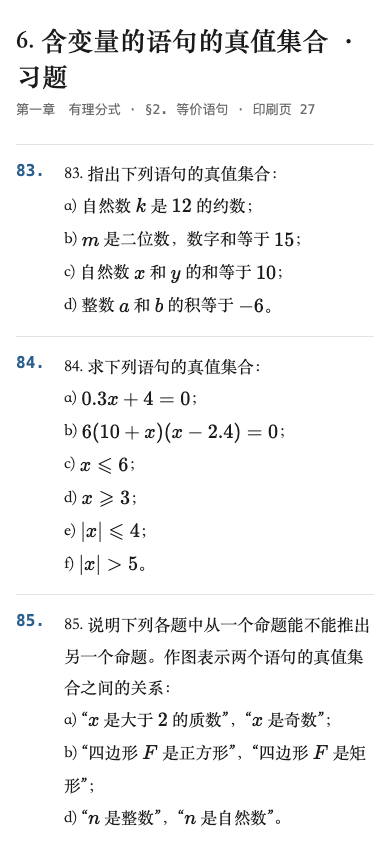 6. 含变量的语句的真值集合 ·
习题
第一章 有理分式 · §2. 等价语句 · 印刷页 27
83. 83. 指出下列语句的真值集合：
a) 自然数 k 是 12 的约数；
b) m 是二位数，数字和等于 15；
c) 自然数 x 和 y 的和等于 10；
d) 整数 a 和 b 的积等于 −6。
84. 84. 求下列语句的真值集合：
a) 0.3x + 4 = 0；
b) 6(10 + x)(x − 2.4) = 0；
c) x ⩽ 6；
d) x ⩾ 3；
e) |x| ⩽ 4；
f) |x| > 5。
85. 85. 说明下列各题中从一个命题能不能推出
另一个命题。作图表示两个语句的真值集
合之间的关系：
a) “x 是大于 2 的质数”，“x 是奇数”；
b) “四边形 F 是正方形”，“四边形 F 是矩
形”；
d) “n 是整数”，“n 是自然数”。